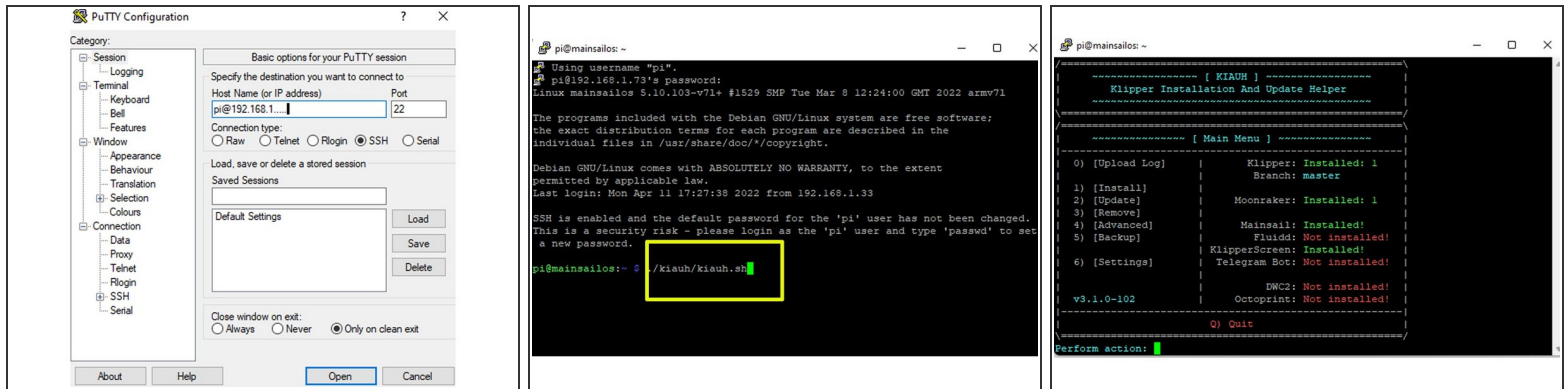 PuTTY Configuration ? X
Category:
Session
Logging
Terminal
Keyboard
Bell
Features
Window
Appearance
Behaviour
Translation
Selection
Colours
Connection
Data
Proxy
Telnet
Rlogin
SSH
Serial
Basic options for your PuTTY session
Specify the destination you want to connect to
Host Name (or IP address) Port
pi@192.168.1..... 22
Connection type:
Raw Telnet Rlogin SSH Serial
Load, save or delete a stored session
Saved Sessions
Default Settings
Load
Save
Delete
Close window on exit:
Always Never Only on clean exit
About Help Open Cancel
pi@mainsailos: ~
Using username "pi".
pi@192.168.1.73's password:
Linux mainsailos 5.10.103-v7l+ #1529 SMP Tue Mar 8 12:24:00 GMT 2022 armv7l
The programs included with the Debian GNU/Linux system are free software;
the exact distribution terms for each program are described in the
individual files in /usr/share/doc/*/copyright.
Debian GNU/Linux comes with ABSOLUTELY NO WARRANTY, to the extent
permitted by applicable law.
Last login: Mon Apr 11 17:27:38 2022 from 192.168.1.33
SSH is enabled and the default password for the 'pi' user has not been changed.
This is a security risk - please login as the 'pi' user and type 'passwd' to set
a new password.
pi@mainsailos:~ $ ./kiauh/kiauh.sh
pi@mainsailos: ~
/=======================================================\
| ~~~~~~~~~~~~~~~~~ [ KIAUH ] ~~~~~~~~~~~~~~~~~ |
| Klipper Installation And Update Helper |
| ~~~~~~~~~~~~~~~~~~~~~~~~~~~~~~~~~~~~~~~~~~~~~ |
\=======================================================/
/=======================================================\
| ~~~~~~~~~~~~~~~ [ Main Menu ] ~~~~~~~~~~~~~~~ |
|-------------------------------------------------------|
| 0) [Upload Log] | Klipper: Installed: 1 |
| | Branch: master |
| 1) [Install] | |
| 2) [Update] | Moonraker: Installed: 1 |
| 3) [Remove] | |
| 4) [Advanced] | Mainsail: Installed! |
| 5) [Backup] | Fluidd: Not installed! |
| | KlipperScreen: Installed! |
| 6) [Settings] | Telegram Bot: Not installed! |
| | |
| | DWC2: Not installed! |
| v3.1.0-102 | Octoprint: Not installed! |
|-------------------------------------------------------|
| Q) Quit |
\=======================================================/
Perform action: